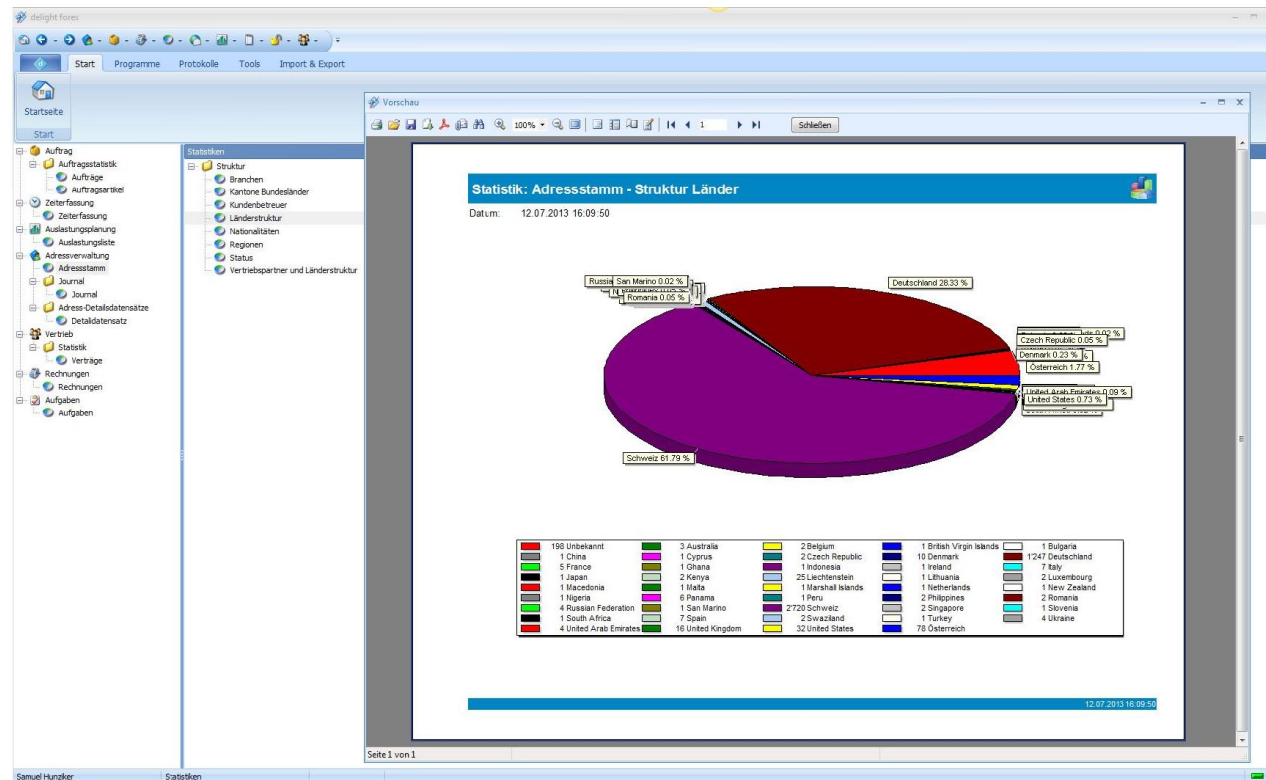 delight fores
Start Programme Protokolle Tools Import & Export
Startseite
Start
Auftrag
Auftragsstatistik
Aufträge
Auftragsartikel
Zeiterfassung
Zeiterfassung
Auslastungsplanung
Auslastungsliste
Adressverwaltung
Adressstamm
Journal
Journal
Adress-Detailsdatensätze
Detaildatensatz
Vertrieb
Statistik
Verträge
Rechnungen
Rechnungen
Aufgaben
Aufgaben
Statistiken
Struktur
Branchen
Kantone Bundesländer
Kundenbetreuer
Länderstruktur
Nationalitäten
Regionen
Status
Vertriebspartner und Länderstruktur
Vorschau
100% 1 Schließen
Statistik: Adressstamm - Struktur Länder
Datum: 12.07.2013 16:09:50
San Marino 0.02 %
Romania 0.05 %
Deutschland 28.33 %
Czech Republic 0.05 %
Denmark 0.23 %
Österreich 1.77 %
United Arab Emirates 0.09 %
United States 0.73 %
Schweiz 61.79 %
198 Unbekannt 3 Australia 2 Belgium 1 British Virgin Islands 1 Bulgaria
1 China 1 Cyprus 2 Czech Republic 10 Denmark 1'247 Deutschland
5 France 1 Ghana 1 Indonesia 1 Ireland 7 Italy
1 Japan 2 Kenya 25 Liechtenstein 1 Lithuania 2 Luxembourg
1 Macedonia 1 Malta 1 Marshall Islands 1 Netherlands 1 New Zealand
1 Nigeria 6 Panama 1 Peru 2 Philippines 2 Romania
4 Russian Federation 1 San Marino 2'720 Schweiz 2 Singapore 1 Slovenia
1 South Africa 7 Spain 2 Swaziland 1 Turkey 4 Ukraine
4 United Arab Emirates 16 United Kingdom 32 United States 78 Österreich
12.07.2013 16:09:50
Seite 1 von 1
Samuel Hunziker Statistiken